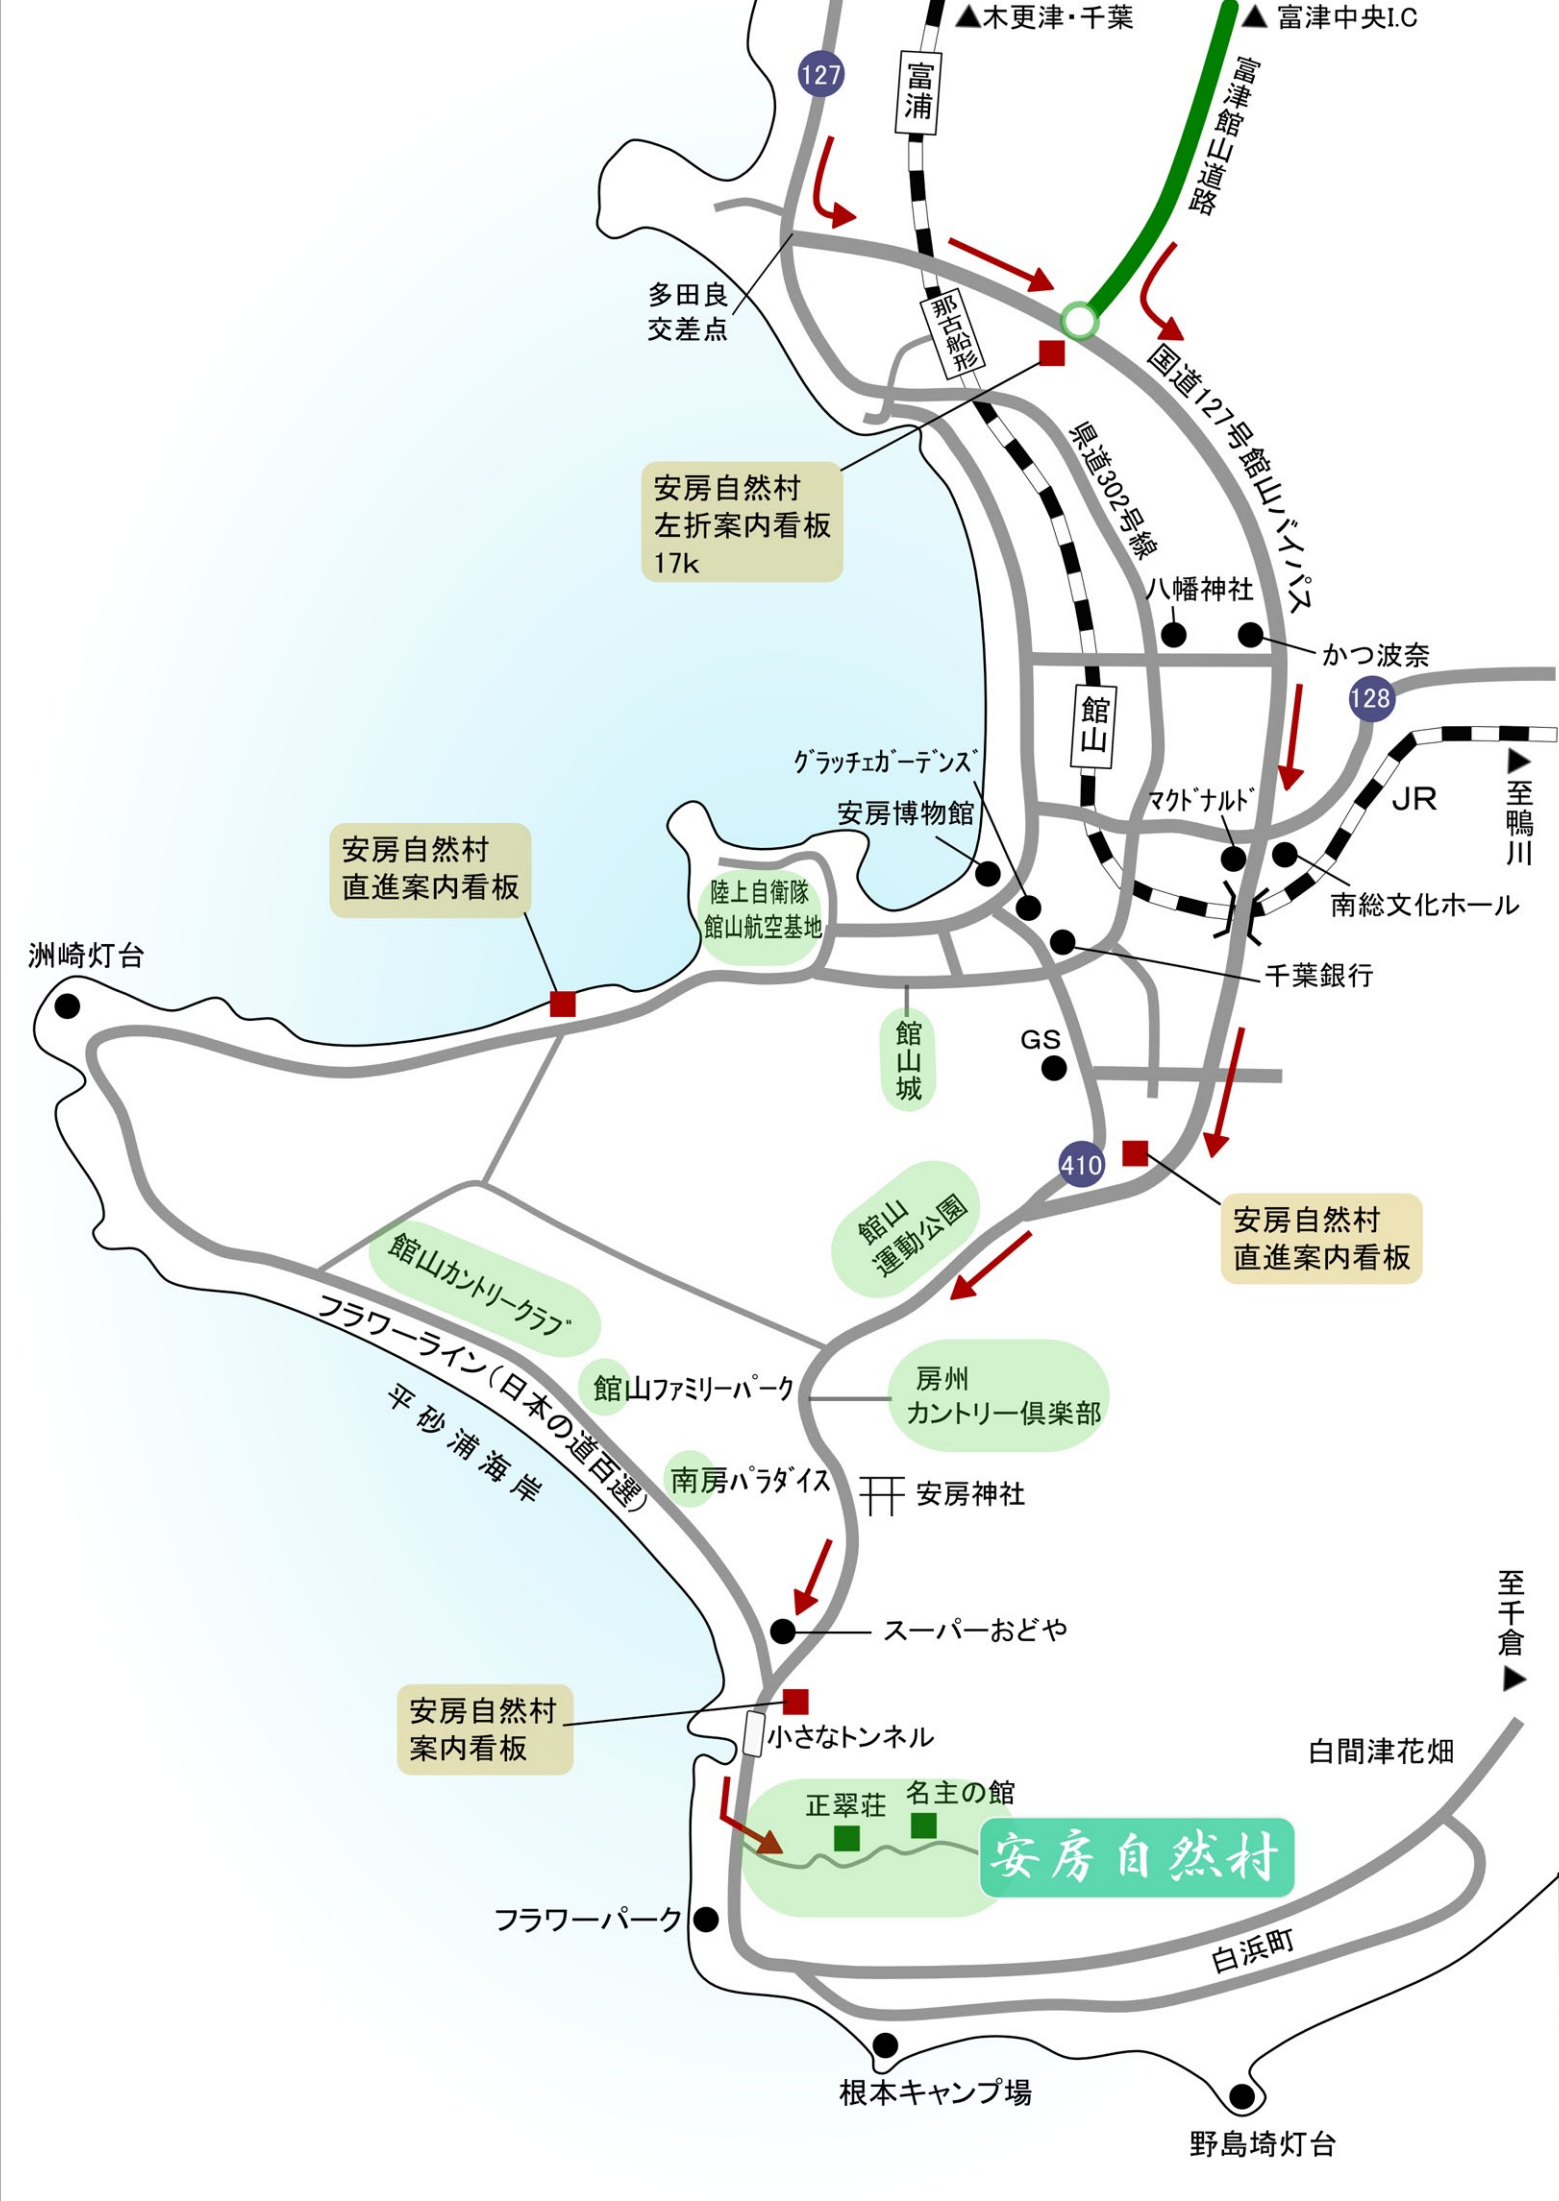 ▲木更津・千葉
▲ 富津中央I.C
127
富浦
富津館山道路
多田良
交差点
那古船形
国道127号館山バイパス
県道302号線
安房自然村
左折案内看板
17k
八幡神社
かつ波奈
128
館山
グラッチェガーデンズ
マクドナルド
JR
▶至鴨川
安房博物館
安房自然村
直進案内看板
陸上自衛隊
館山航空基地
南総文化ホール
洲崎灯台
千葉銀行
館山城
GS
410
安房自然村
直進案内看板
館山
運動公園
館山カントリークラブ
フラワーライン(日本の道百選)
平砂浦海岸
館山ファミリーパーク
房州
カントリー倶楽部
南房パラダイス
安房神社
スーパーおどや
至千倉▶
安房自然村
案内看板
小さなトンネル
白間津花畑
正翠荘
名主の館
安房自然村
フラワーパーク
白浜町
根本キャンプ場
野島埼灯台